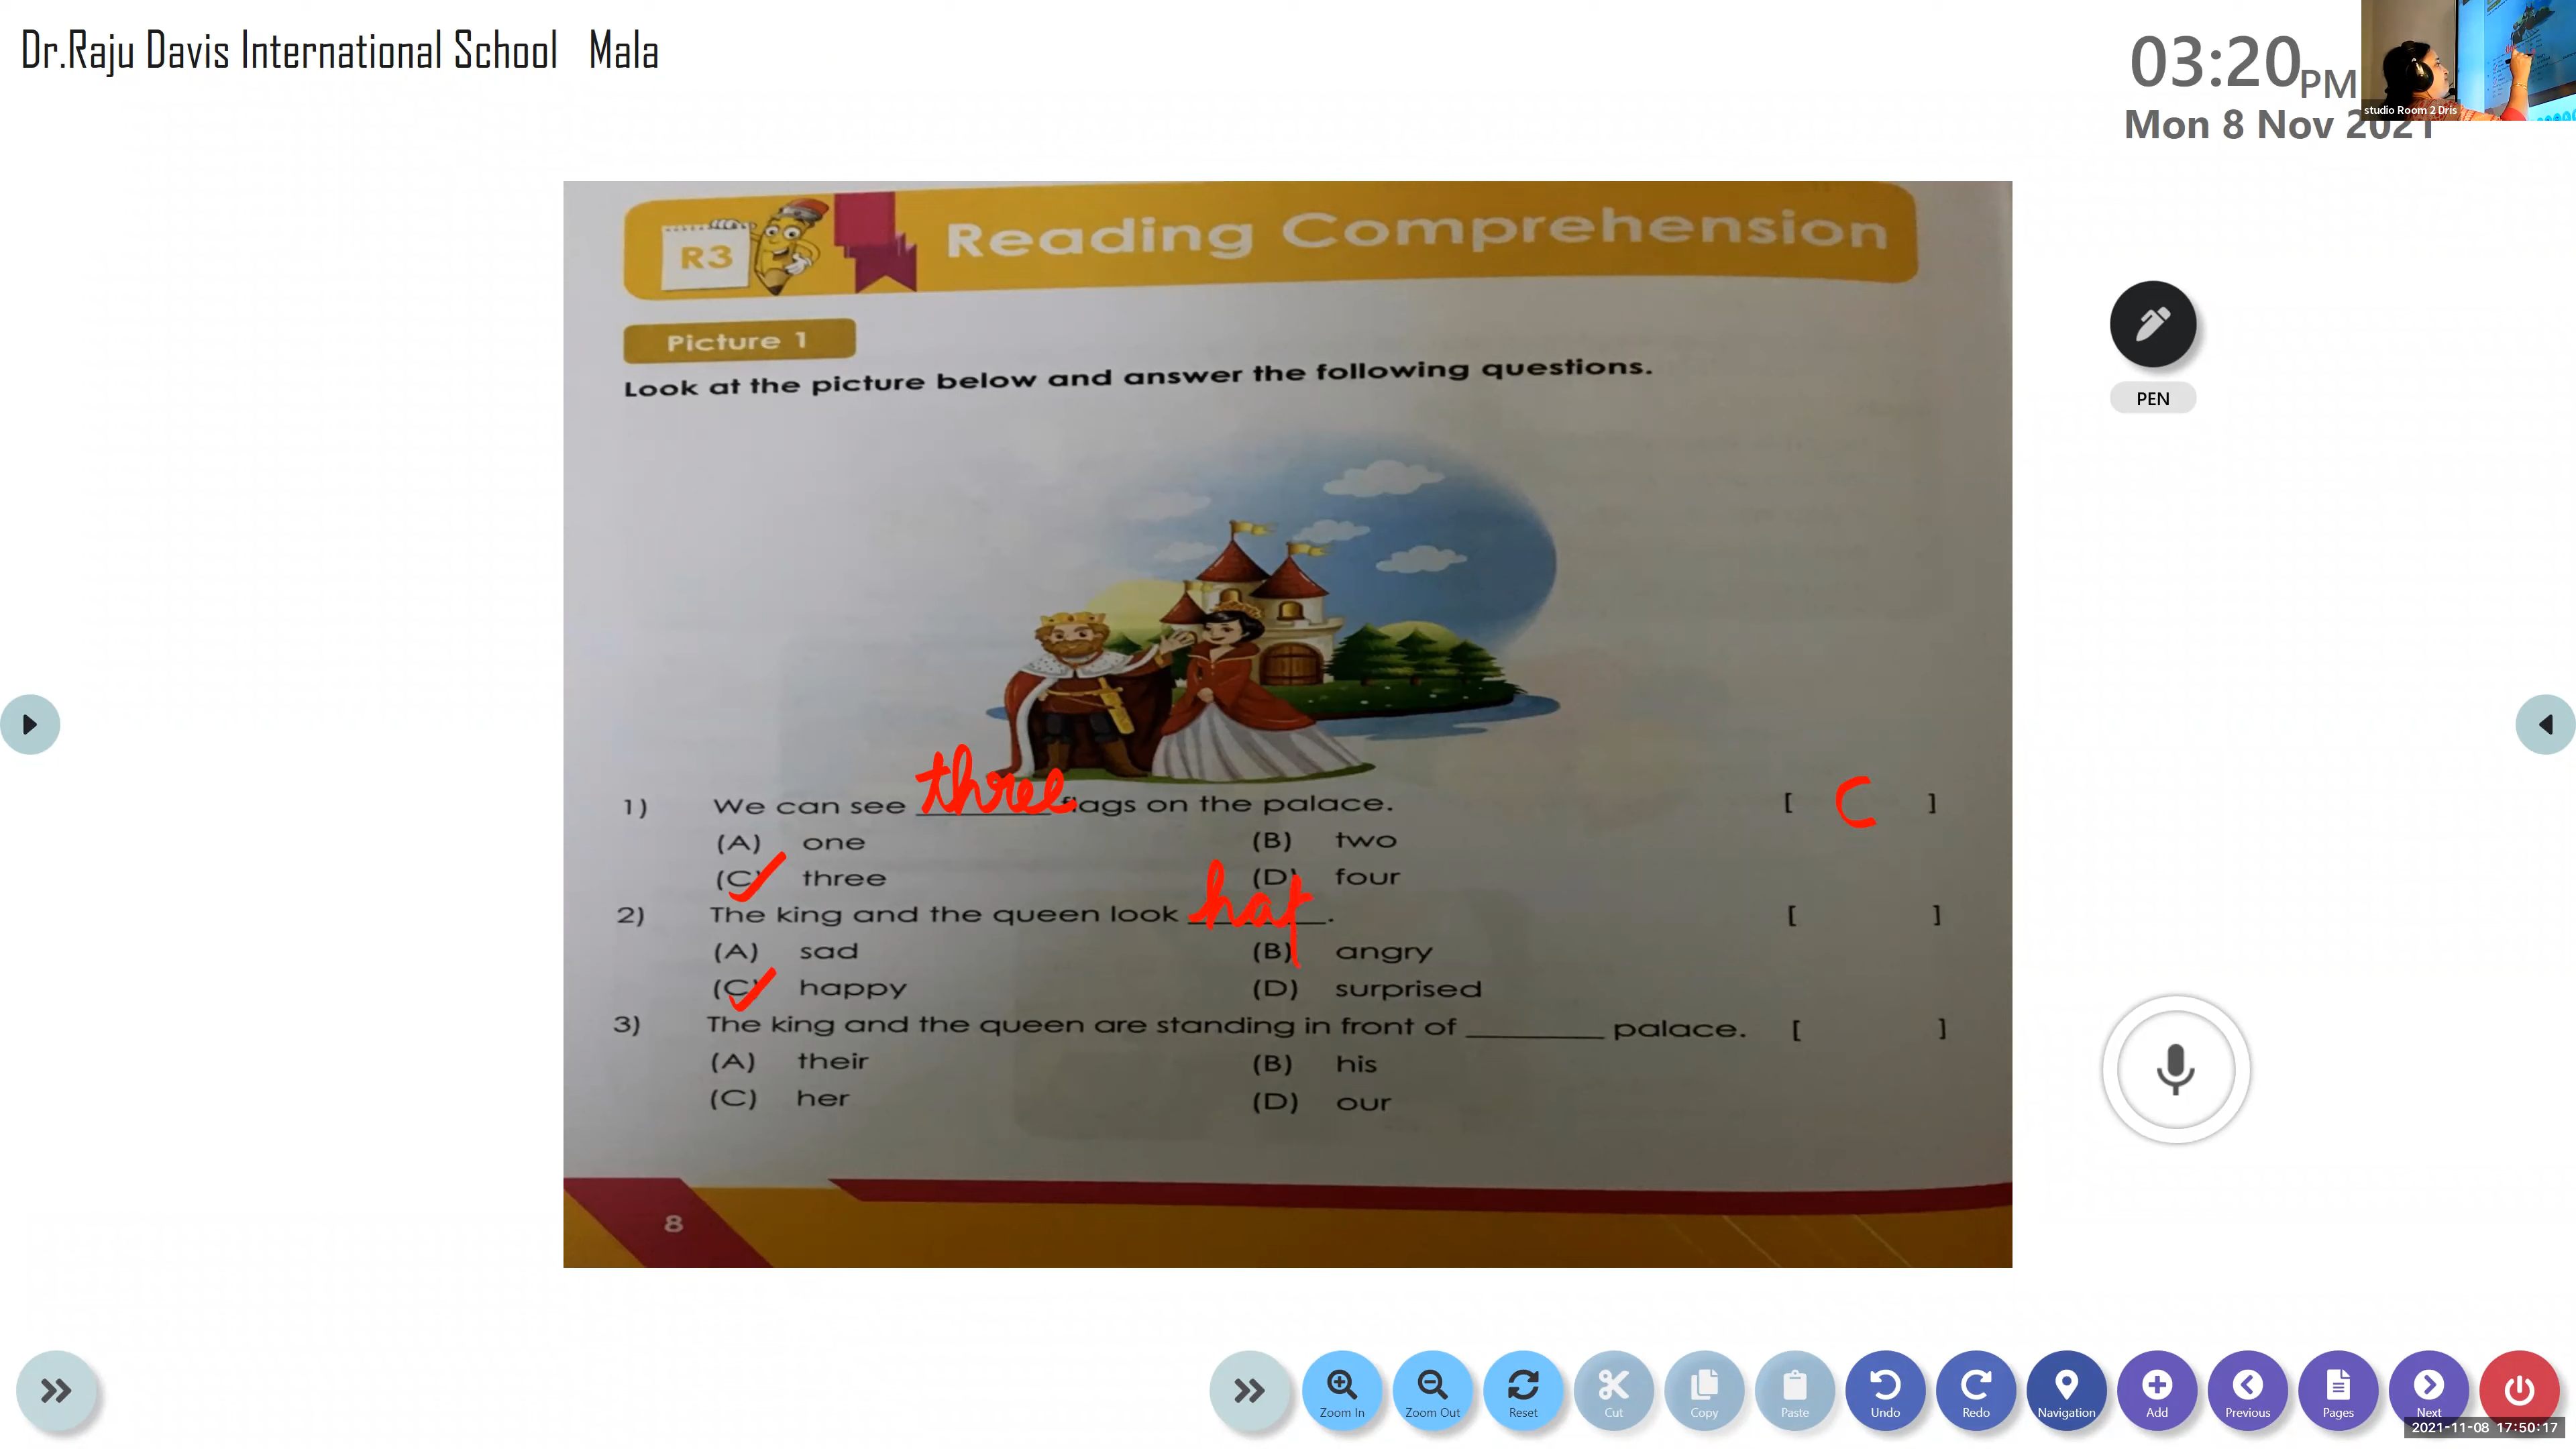 Dr.Raju Davis International School Mala
03:20 PM
Mon 8 Nov 2021
studio Room 2 Dris
R3
Reading Comprehension
Picture 1
Look at the picture below and answer the following questions.
1) We can see three flags on the palace. [ C ]
(A) one (B) two
(C) three (D) four
2) The king and the queen look hap. [ ]
(A) sad (B) angry
(C) happy (D) surprised
3) The king and the queen are standing in front of ________ palace. [ ]
(A) their (B) his
(C) her (D) our
8
PEN
Zoom In Zoom Out Reset Cut Copy Paste Undo Redo Navigation Add Previous Pages Next
2021-11-08 17:50:17